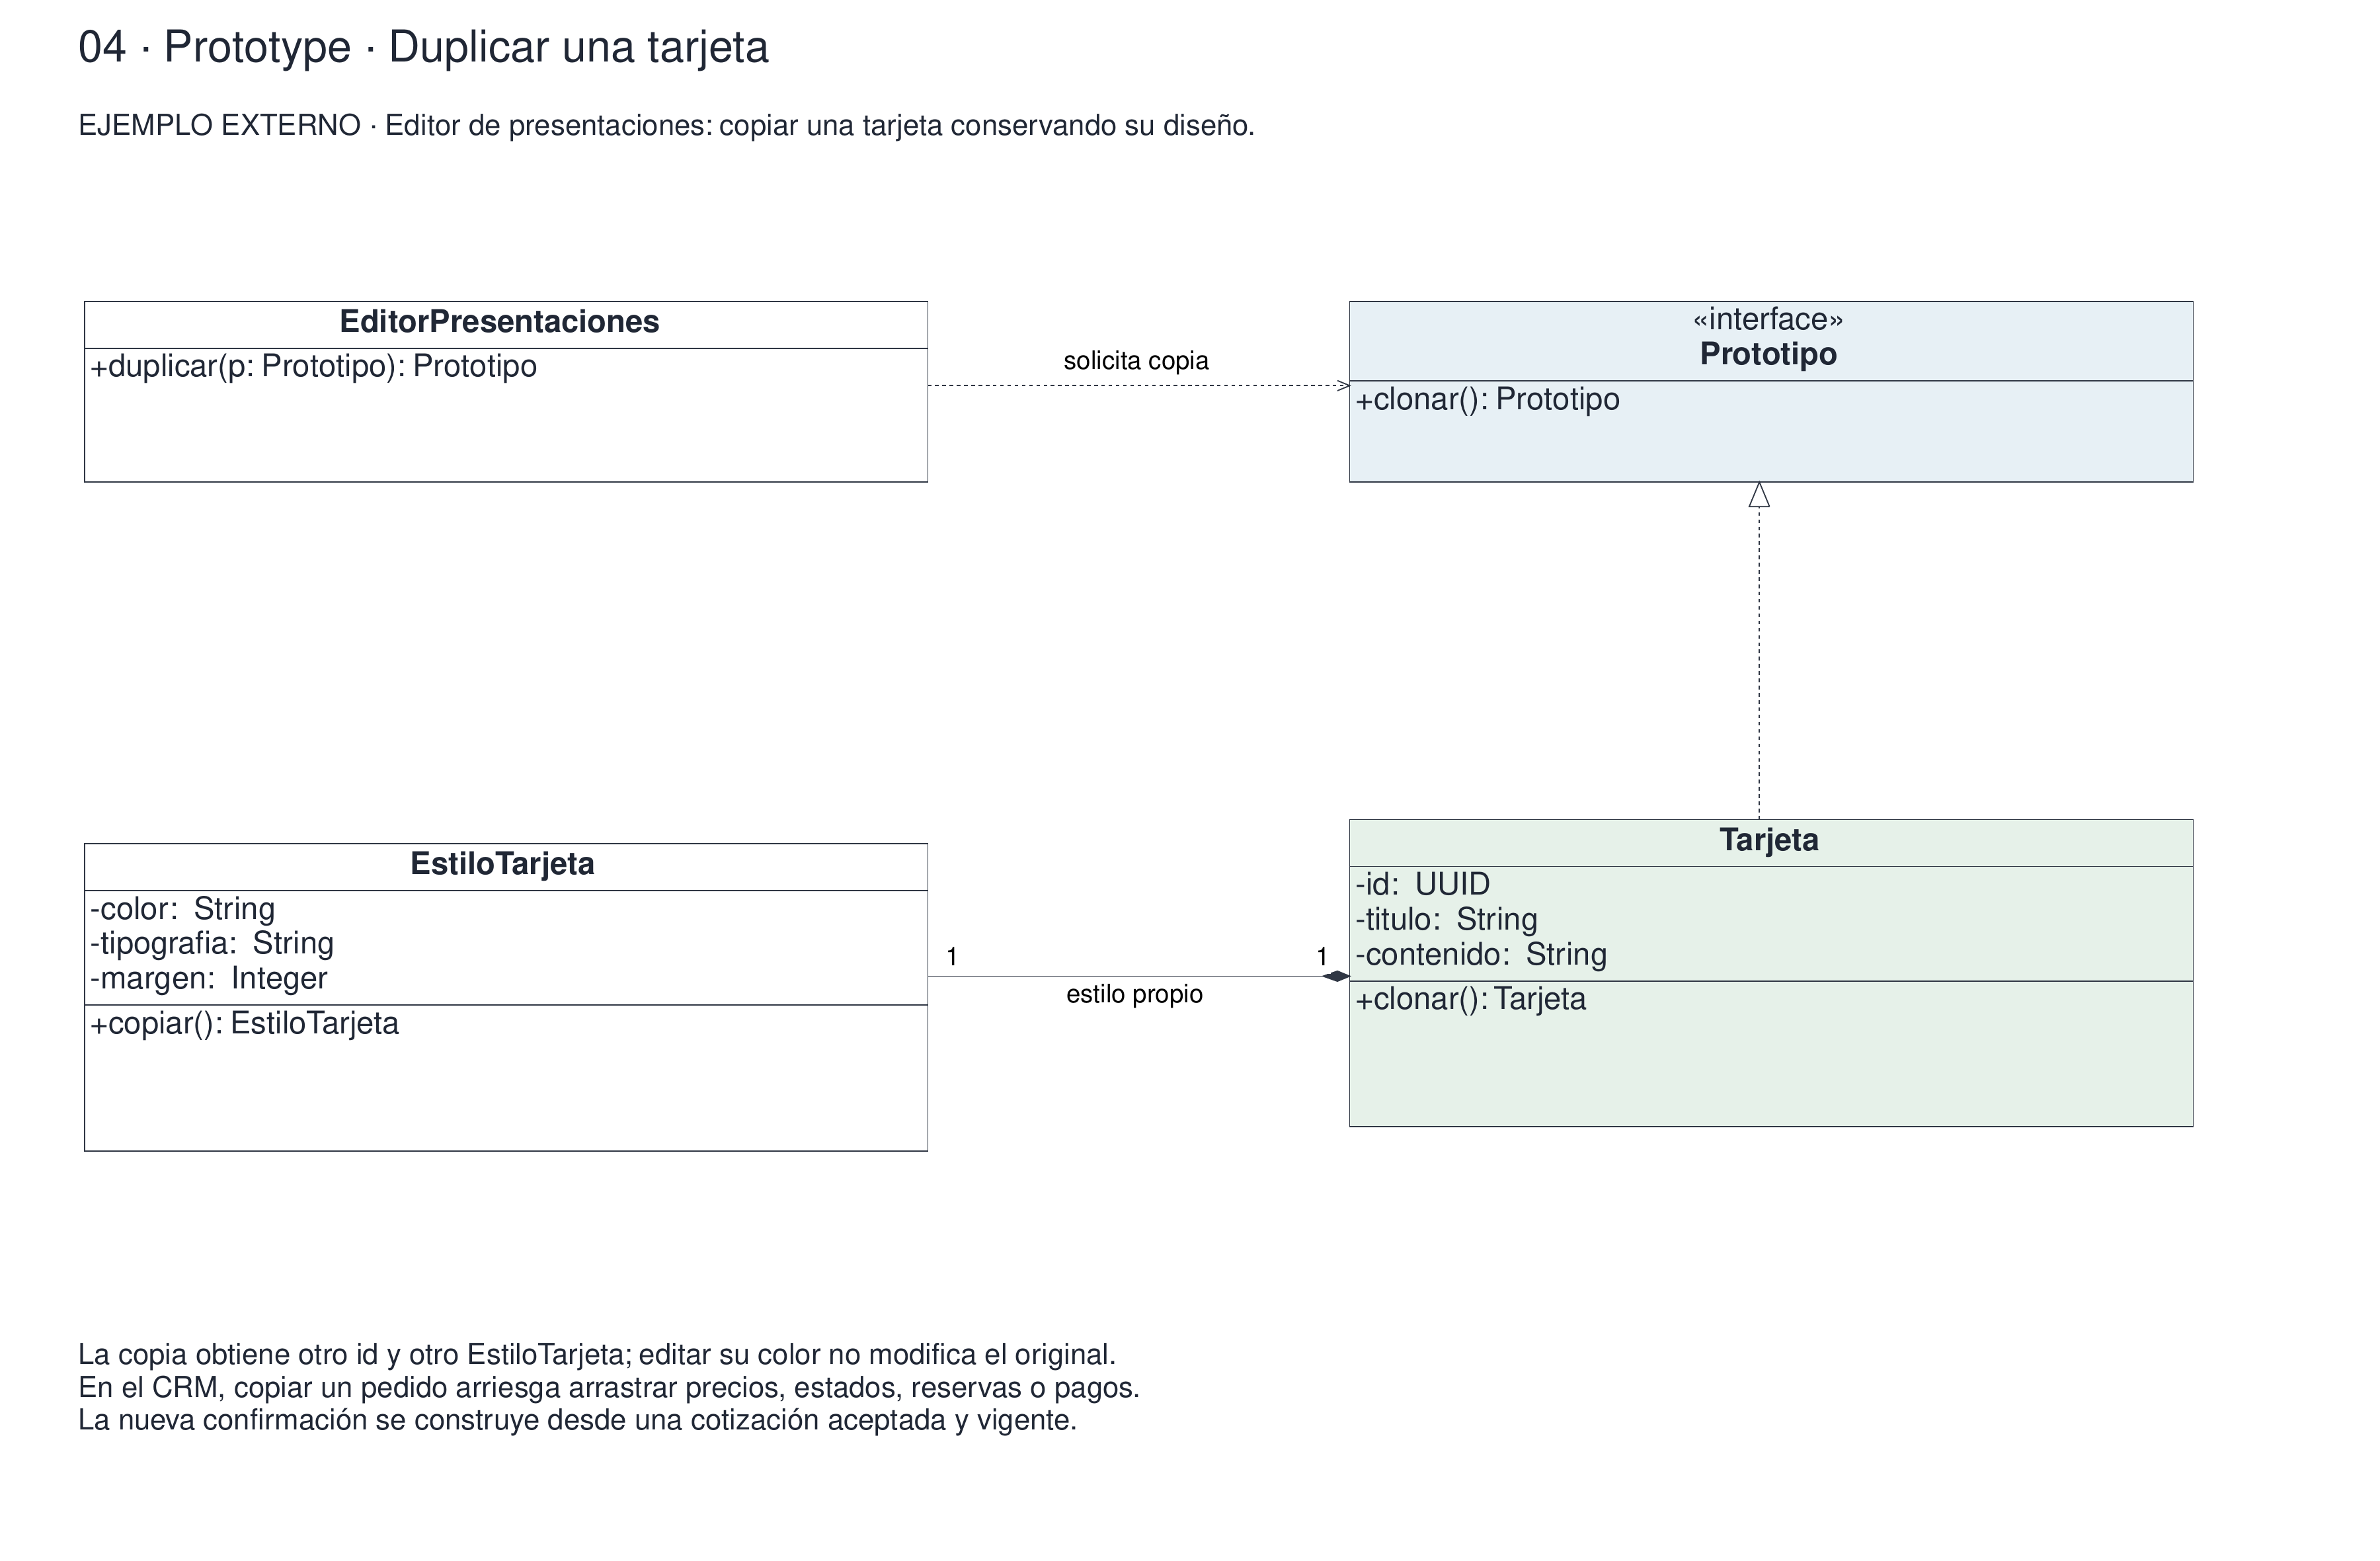 04 · Prototype · Duplicar una tarjeta
EJEMPLO EXTERNO · Editor de presentaciones: copiar una tarjeta conservando su diseño.
EditorPresentaciones
+duplicar(p: Prototipo): Prototipo
solicita copia
«interface»
Prototipo
+clonar(): Prototipo
EstiloTarjeta
-color:  String
-tipografia:  String
-margen:  Integer
+copiar(): EstiloTarjeta
1
1
estilo propio
Tarjeta
-id:  UUID
-titulo:  String
-contenido:  String
+clonar(): Tarjeta
La copia obtiene otro id y otro EstiloTarjeta; editar su color no modifica el original.
En el CRM, copiar un pedido arriesga arrastrar precios, estados, reservas o pagos.
La nueva confirmación se construye desde una cotización aceptada y vigente.